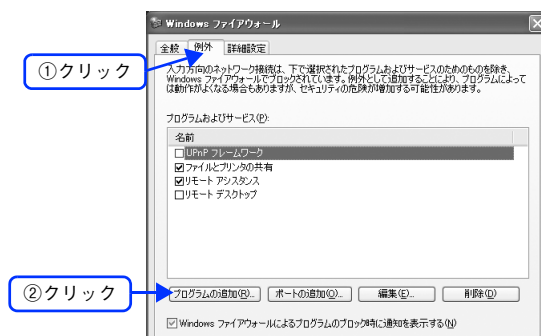 Windows ファイアウォール
全般 例外 詳細設定
①クリック
入力方向のネットワーク接続は、下で選択されたプログラムおよびサービスのためのものを除き、
Windows ファイアウォールでブロックされています。例外として追加することにより、プログラムによって
は動作がよくなる場合もありますが、セキュリティの危険が増加する可能性があります。
プログラムおよびサービス(P):
名前
UPnP フレームワーク
ファイルとプリンタの共有
リモート アシスタンス
リモート デスクトップ
②クリック
プログラムの追加(R)... ポートの追加(O)... 編集(E)... 削除(D)
Windows ファイアウォールによるプログラムのブロック時に通知を表示する(N)